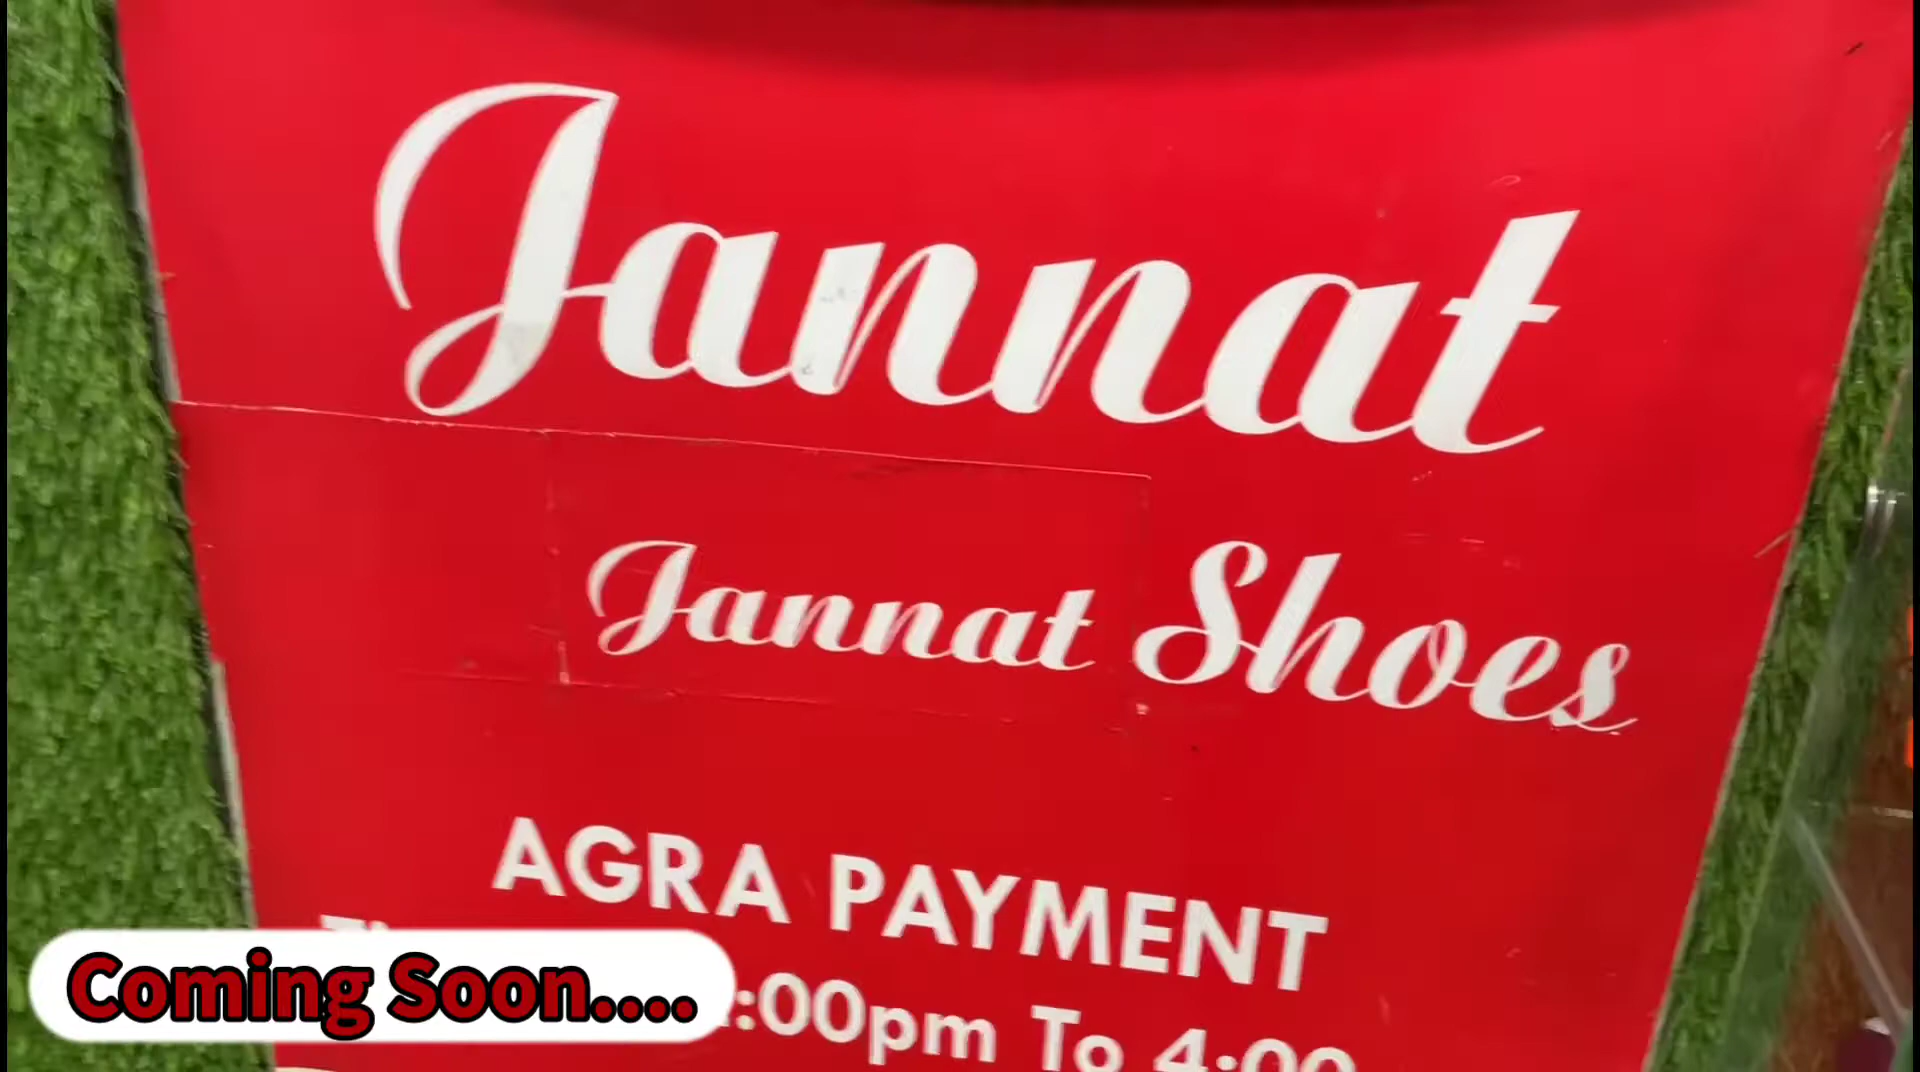 Jannat
Jannat Shoes
AGRA PAYMENT
:00pm To 4:00
Coming Soon....